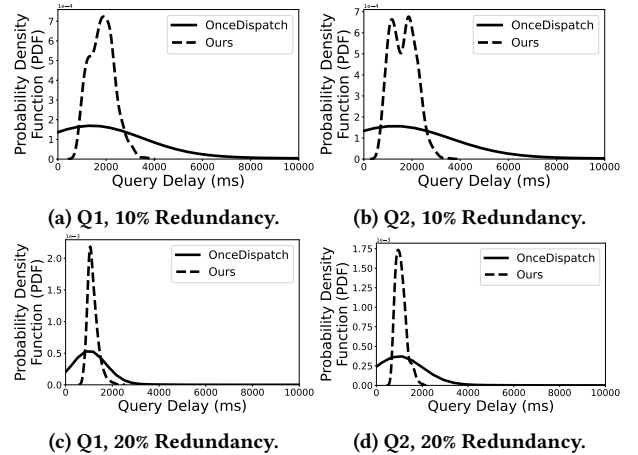 1e-4
7
6
5
4
3
2
1
0
Probability Density
Function (PDF)
OnceDispatch
Ours
0 2000 4000 6000 8000 10000
Query Delay (ms)
(a) Q1, 10% Redundancy.
1e-4
7
6
5
4
3
2
1
0
Probability Density
Function (PDF)
OnceDispatch
Ours
0 2000 4000 6000 8000 10000
Query Delay (ms)
(b) Q2, 10% Redundancy.
1e-3
2.0
1.5
1.0
0.5
0.0
Probability Density
Function (PDF)
OnceDispatch
Ours
0 2000 4000 6000 8000 10000
Query Delay (ms)
(c) Q1, 20% Redundancy.
1e-3
1.75
1.50
1.25
1.00
0.75
0.50
0.25
0.00
Probability Density
Function (PDF)
OnceDispatch
Ours
0 2000 4000 6000 8000 10000
Query Delay (ms)
(d) Q2, 20% Redundancy.